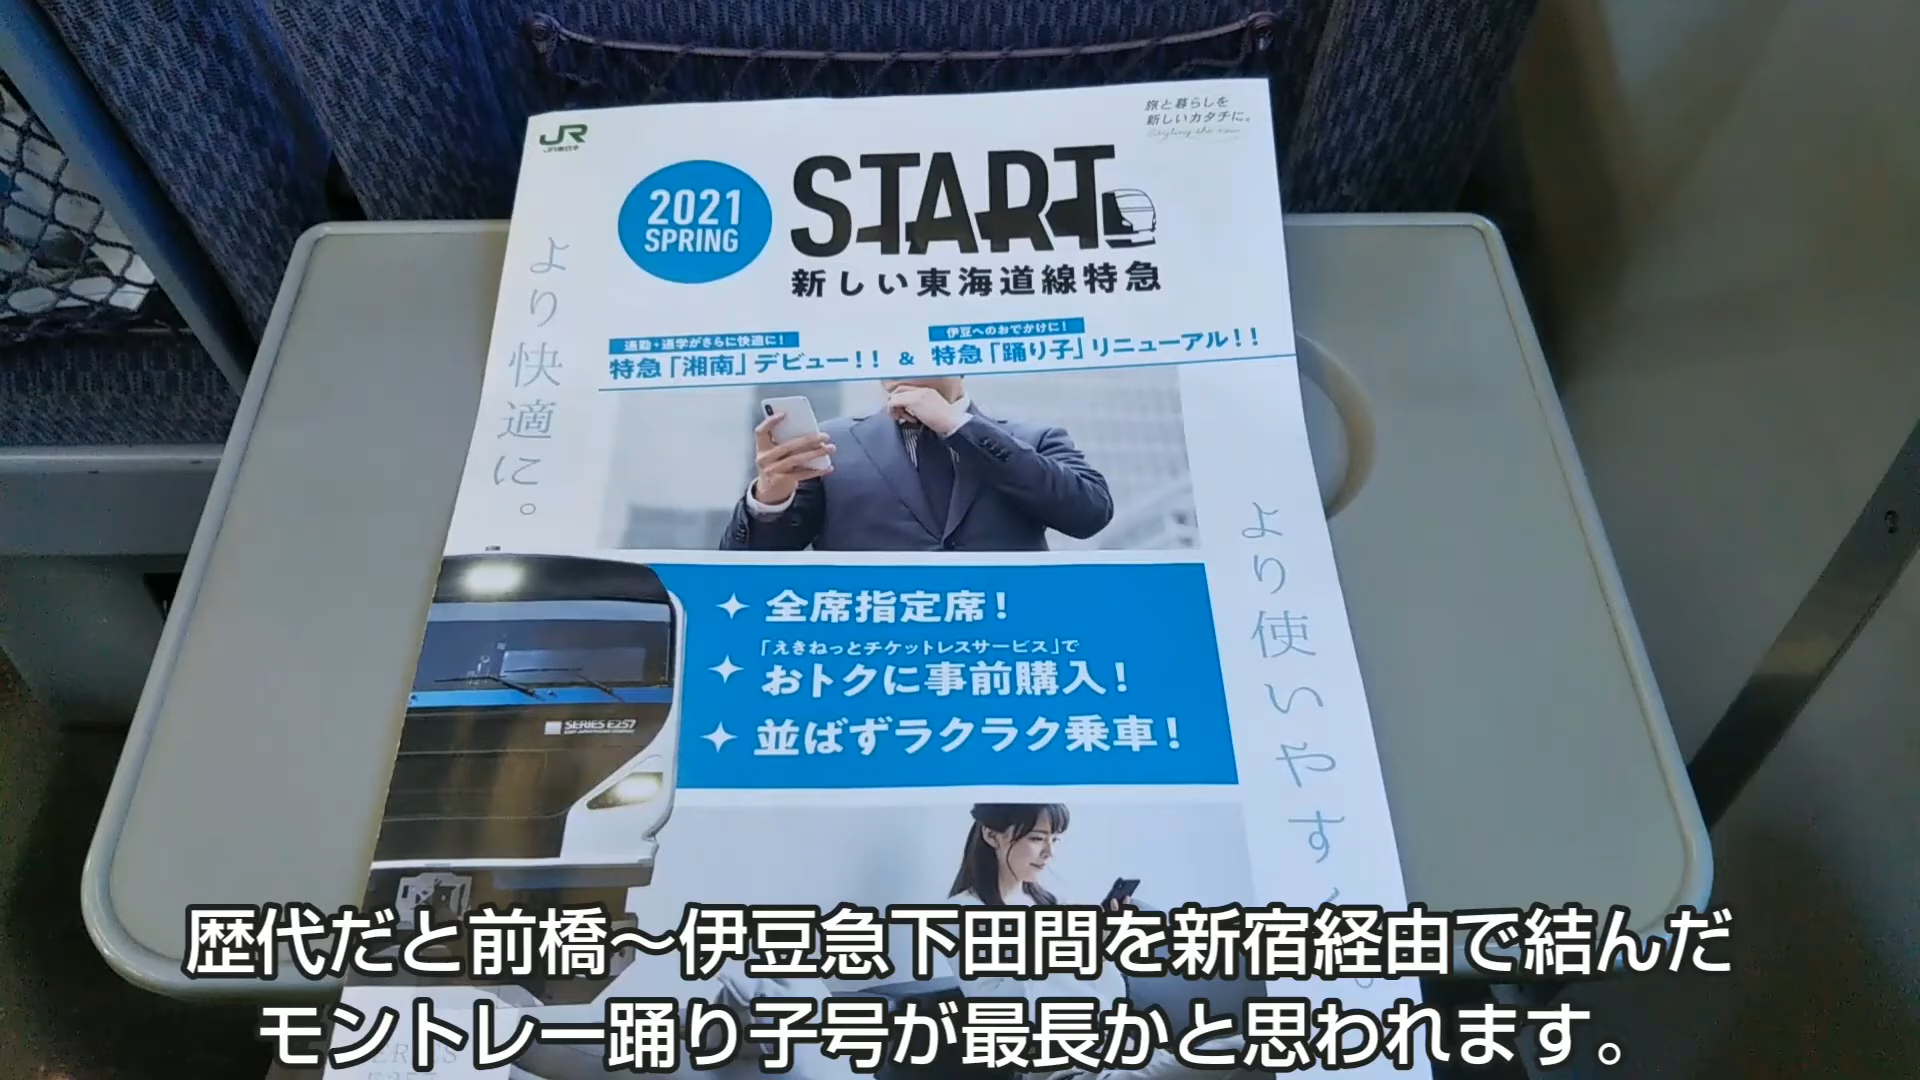 JR
JR東日本
旅と暮らしを
新しいカタチに。
2021
SPRING
START
新しい東海道線特急
通勤・通学がさらに快適に!
特急「湘南」デビュー!!
&
伊豆へのおでかけに!
特急「踊り子」リニューアル!!
より快適に。
全席指定席!
「えきねっとチケットレスサービス」で
おトクに事前購入!
並ばずラクラク乗車!
より使いやすく。
SERIES E257
歴代だと前橋〜伊豆急下田間を新宿経由で結んだ
モントレー踊り子号が最長かと思われます。